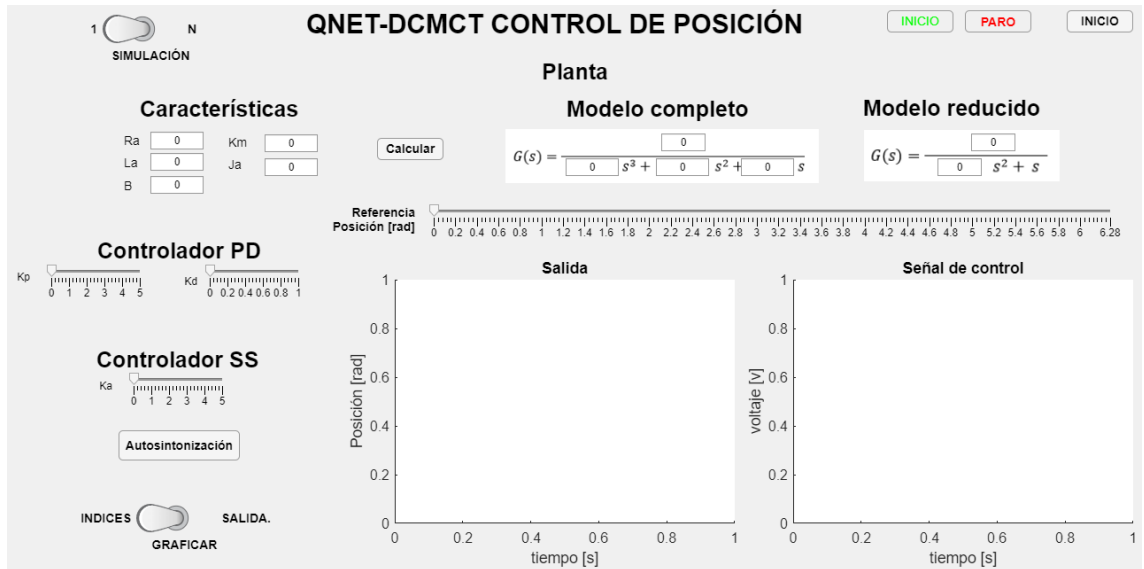 QNET-DCMCT CONTROL DE POSICIÓN
1 N
SIMULACIÓN
INICIO PARO INICIO
Planta
Características
Ra 0 Km 0
La 0 Ja 0
B 0
Calcular
Modelo completo
0
G(s) =
0 s³ + 0 s² + 0 s
Modelo reducido
0
G(s) =
0 s² + s
Referencia
Posición [rad]
0 0.2 0.4 0.6 0.8 1 1.2 1.4 1.6 1.8 2 2.2 2.4 2.6 2.8 3 3.2 3.4 3.6 3.8 4 4.2 4.4 4.6 4.8 5 5.2 5.4 5.6 5.8 6 6.28
Controlador PD
Kp
0 1 2 3 4 5
Kd
0 0.2 0.4 0.6 0.8 1
Controlador SS
Ka
0 1 2 3 4 5
Autosintonización
INDICES SALIDA.
GRAFICAR
Salida
Posición [rad]
1
0.8
0.6
0.4
0.2
0
0 0.2 0.4 0.6 0.8 1
tiempo [s]
Señal de control
voltaje [v]
1
0.8
0.6
0.4
0.2
0
0 0.2 0.4 0.6 0.8 1
tiempo [s]